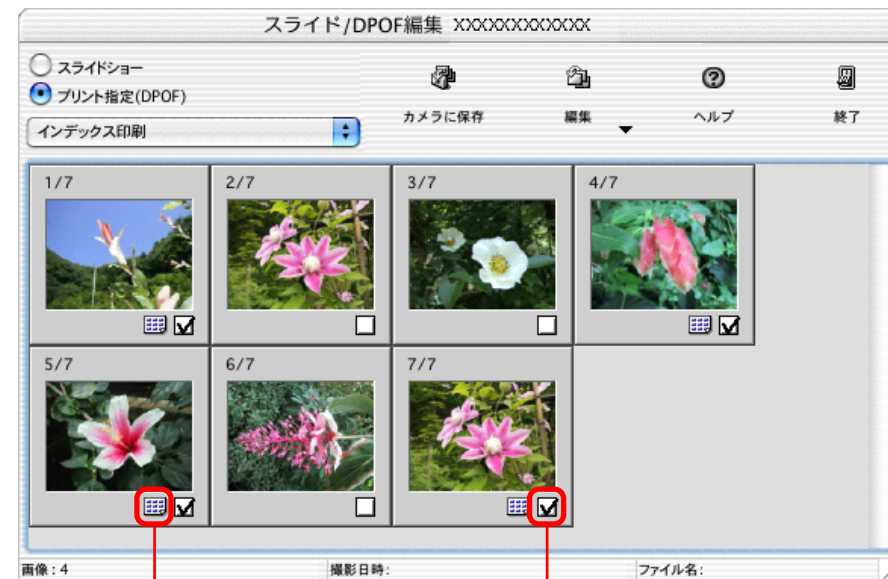 スライド/DPOF編集 XXXXXXXXXXXXX
スライドショー
プリント指定(DPOF)
インデックス印刷
カメラに保存
編集
ヘルプ
終了
1/7
2/7
3/7
4/7
5/7
6/7
7/7
画像:4
撮影日時:
ファイル名: